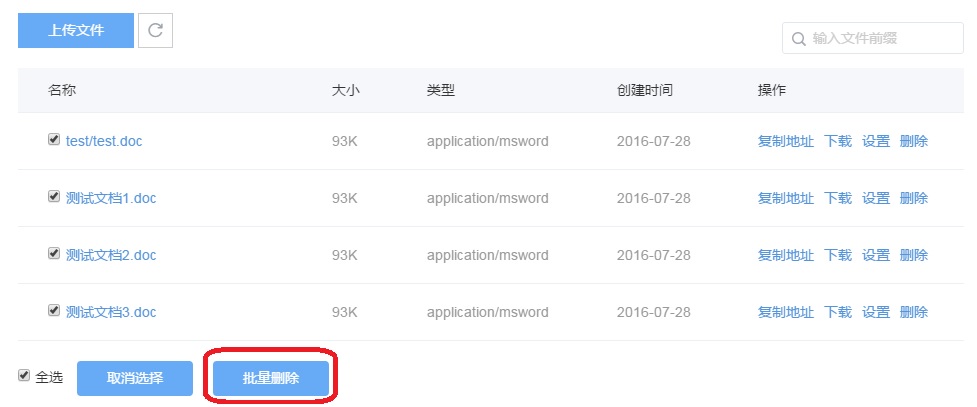 上传文件
输入文件前缀
名称 大小 类型 创建时间 操作
test/test.doc 93K application/msword 2016-07-28 复制地址 下载 设置 删除
测试文档1.doc 93K application/msword 2016-07-28 复制地址 下载 设置 删除
测试文档2.doc 93K application/msword 2016-07-28 复制地址 下载 设置 删除
测试文档3.doc 93K application/msword 2016-07-28 复制地址 下载 设置 删除
全选 取消选择 批量删除